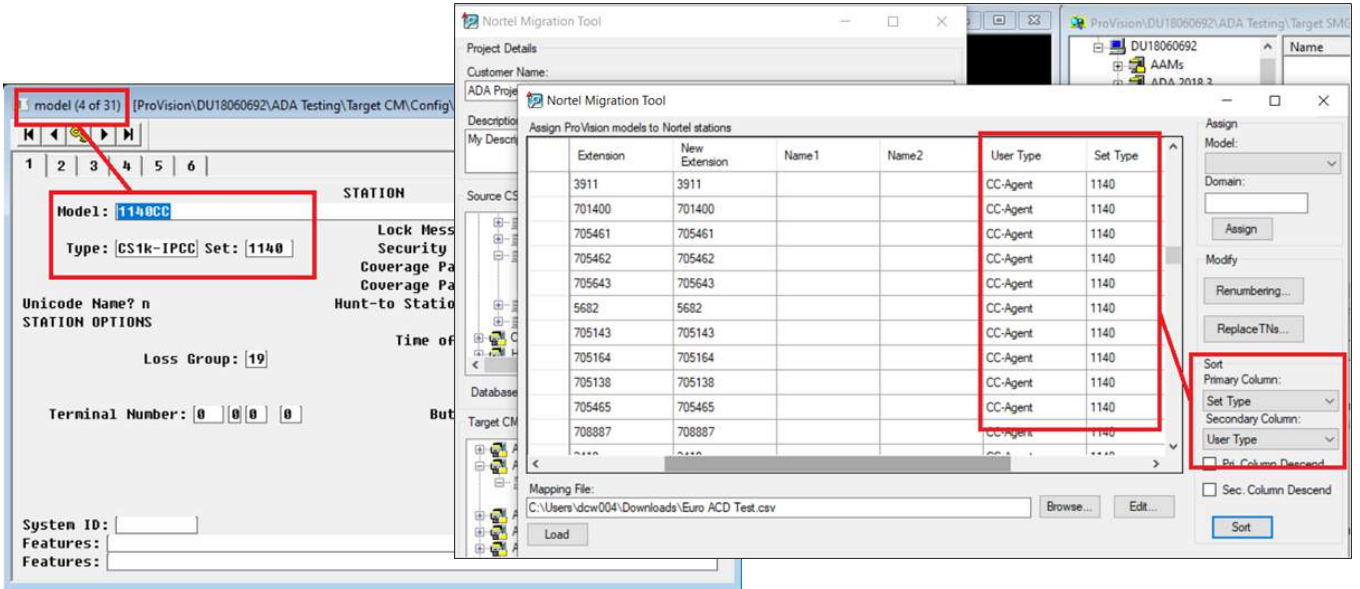 model (4 of 31) [ProVision\DU18060692\ADA Testing\Target CM\Config\
1 2 3 4 5 6
STATION
Model: 1140CC
Lock Mess
Type: CS1k-IPCC Set: 1140
Security
Coverage Pa
Coverage Pa
Unicode Name? n
Hunt-to Statio
STATION OPTIONS
Time of
Loss Group: 19
Terminal Number: 0 0 0 0
But
System ID:
Features:
Features:
Nortel Migration Tool
Project Details
Customer Name:
ADA Proje
Description
My Descri
Source CS
Database
Target CM
ProVision\DU18060692\ADA Testing\Target SMG
DU18060692
Name
AAMs
ADA 2018.3
Nortel Migration Tool
Assign ProVision models to Nortel stations
Extension New Extension Name1 Name2 User Type Set Type
3911 3911 CC-Agent 1140
701400 701400 CC-Agent 1140
705461 705461 CC-Agent 1140
705462 705462 CC-Agent 1140
705643 705643 CC-Agent 1140
5682 5682 CC-Agent 1140
705143 705143 CC-Agent 1140
705164 705164 CC-Agent 1140
705138 705138 CC-Agent 1140
705465 705465 CC-Agent 1140
708887 708887 CC-Agent 1140
Mapping File:
C:\Users\dcw004\Downloads\Euro ACD Test.csv
Browse... Edit...
Load
Assign
Model:
Domain:
Assign
Modify
Renumbering...
ReplaceTNs...
Sort
Primary Column:
Set Type
Secondary Column:
User Type
Pri. Column Descend
Sec. Column Descend
Sort